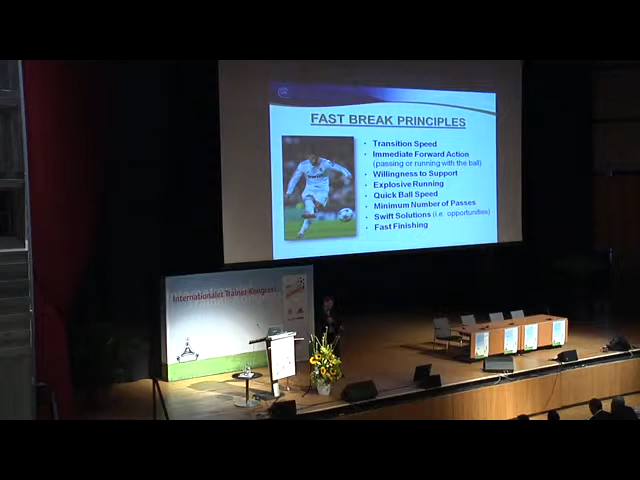 FAST BREAK PRINCIPLES
• Transition Speed
• Immediate Forward Action
(passing or running with the ball)
• Willingness to Support
• Explosive Running
• Quick Ball Speed
• Minimum Number of Passes
• Swift Solutions (i.e. opportunities)
• Fast Finishing
Internationaler Trainer-Kongress